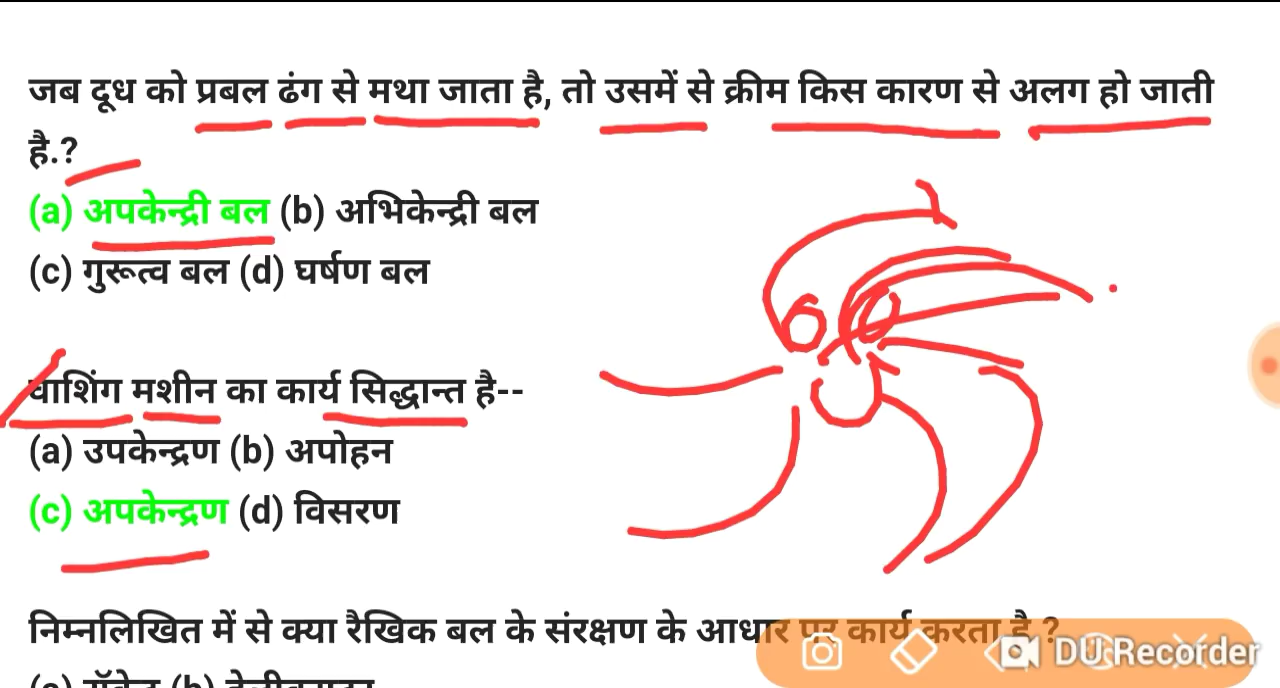 जब दूध को प्रबल ढंग से मथा जाता है, तो उसमें से क्रीम किस कारण से अलग हो जाती
है.?
(a) अपकेन्द्री बल (b) अभिकेन्द्री बल
(c) गुरूत्व बल (d) घर्षण बल
वाशिंग मशीन का कार्य सिद्धान्त है--
(a) उपकेन्द्रण (b) अपोहन
(c) अपकेन्द्रण (d) विसरण
निम्नलिखित में से क्या रैखिक बल के संरक्षण के आधार पर कार्य करता है ?
DU Recorder
(a) रॉकेट (b)